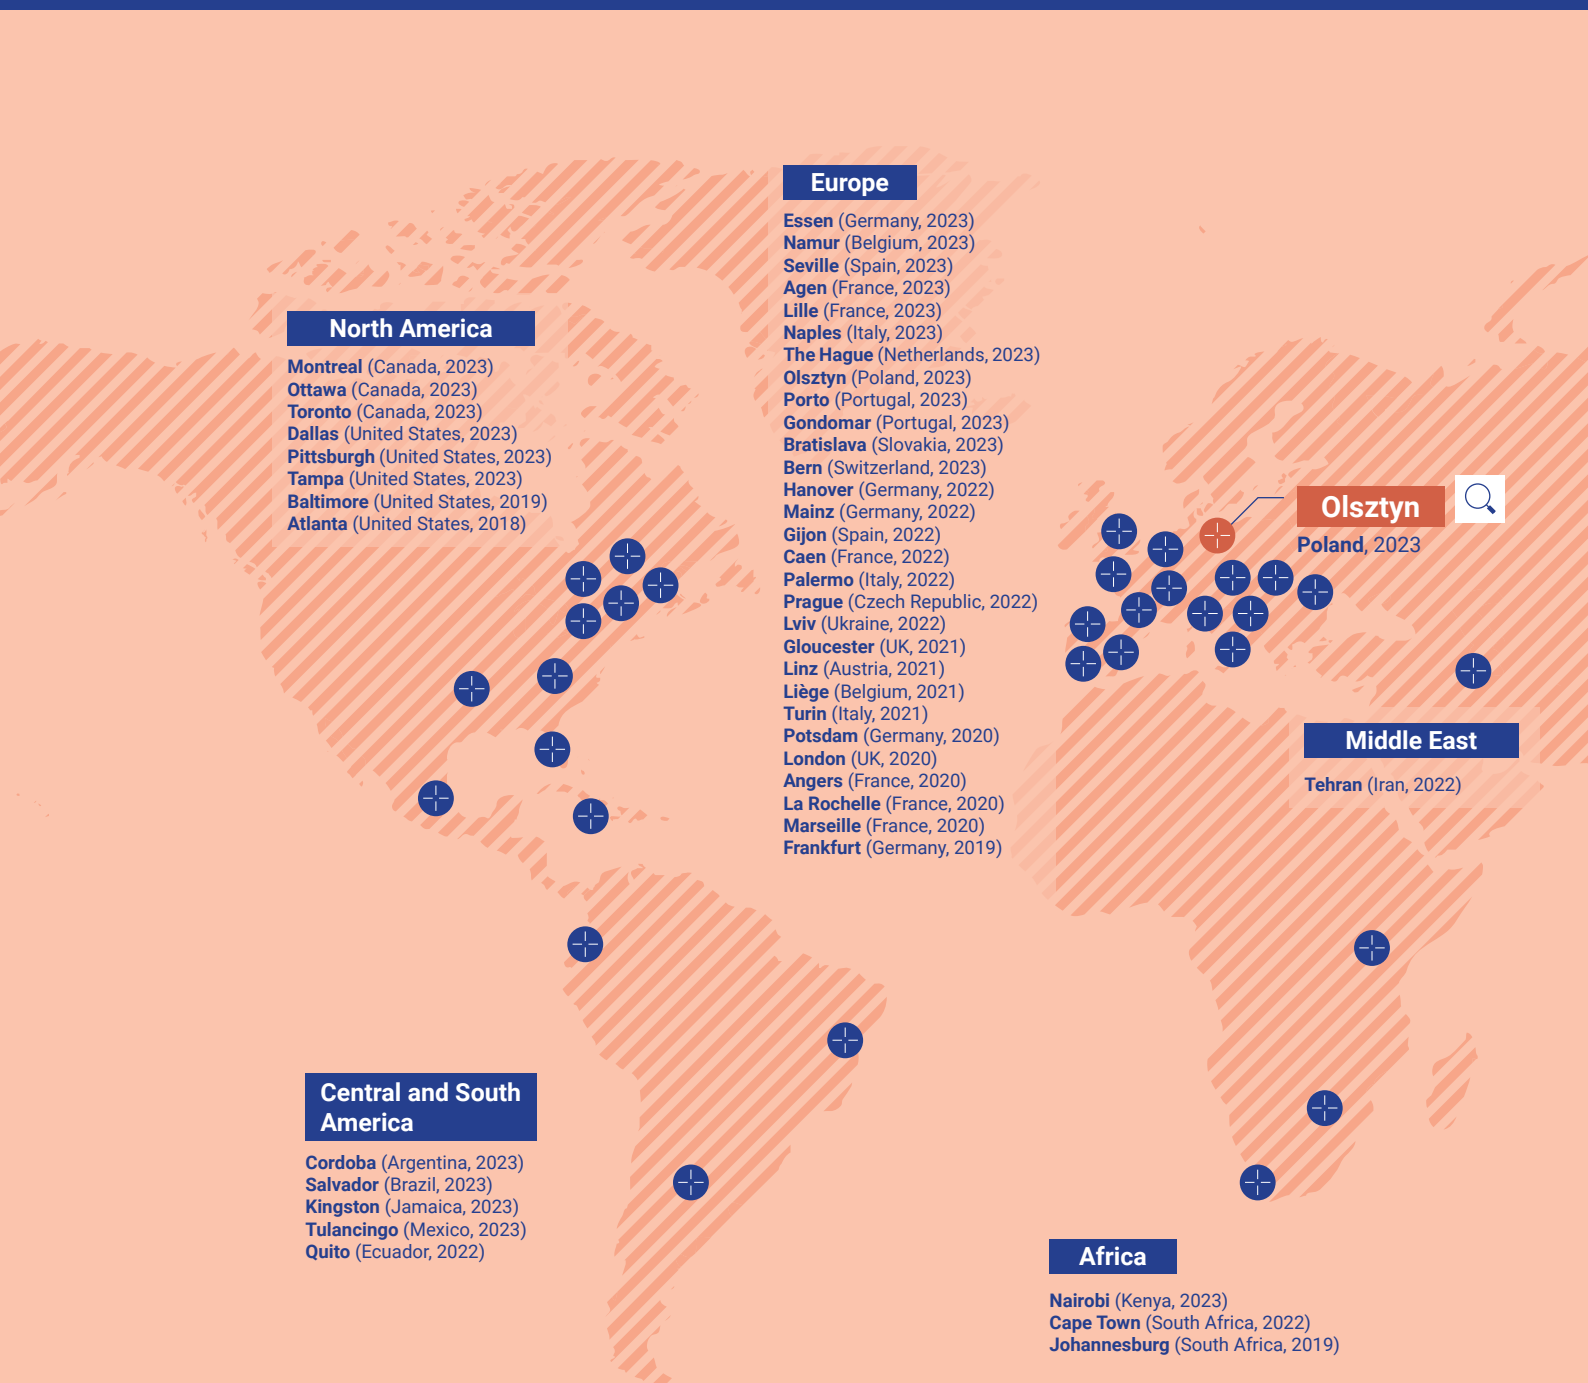 North America
Montreal (Canada, 2023)
Ottawa (Canada, 2023)
Toronto (Canada, 2023)
Dallas (United States, 2023)
Pittsburgh (United States, 2023)
Tampa (United States, 2023)
Baltimore (United States, 2019)
Atlanta (United States, 2018)
Europe
Essen (Germany, 2023)
Namur (Belgium, 2023)
Seville (Spain, 2023)
Agen (France, 2023)
Lille (France, 2023)
Naples (Italy, 2023)
The Hague (Netherlands, 2023)
Olsztyn (Poland, 2023)
Porto (Portugal, 2023)
Gondomar (Portugal, 2023)
Bratislava (Slovakia, 2023)
Bern (Switzerland, 2023)
Hanover (Germany, 2022)
Mainz (Germany, 2022)
Gijon (Spain, 2022)
Caen (France, 2022)
Palermo (Italy, 2022)
Prague (Czech Republic, 2022)
Lviv (Ukraine, 2022)
Gloucester (UK, 2021)
Linz (Austria, 2021)
Liège (Belgium, 2021)
Turin (Italy, 2021)
Potsdam (Germany, 2020)
London (UK, 2020)
Angers (France, 2020)
La Rochelle (France, 2020)
Marseille (France, 2020)
Frankfurt (Germany, 2019)
Olsztyn
Poland, 2023
Middle East
Tehran (Iran, 2022)
Central and South
America
Cordoba (Argentina, 2023)
Salvador (Brazil, 2023)
Kingston (Jamaica, 2023)
Tulancingo (Mexico, 2023)
Quito (Ecuador, 2022)
Africa
Nairobi (Kenya, 2023)
Cape Town (South Africa, 2022)
Johannesburg (South Africa, 2019)